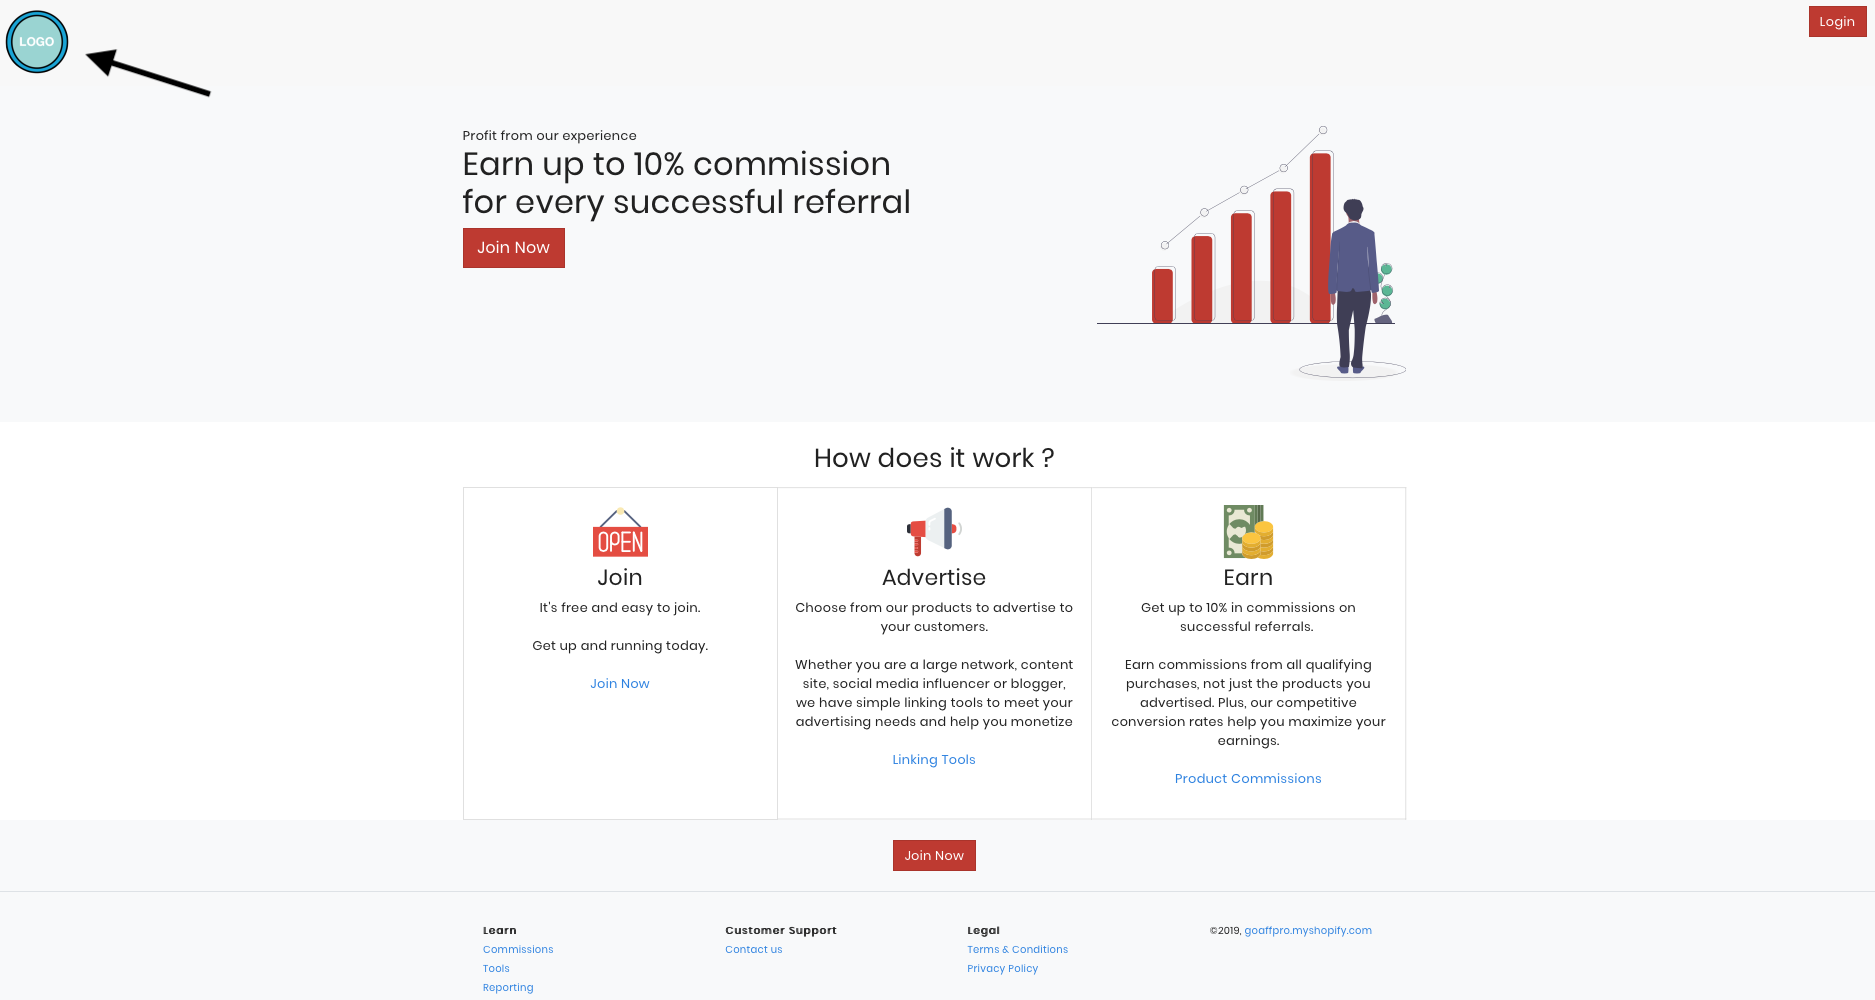 LOGO
Login
Profit from our experience
Earn up to 10% commission
for every successful referral
Join Now
How does it work ?
OPEN
Join
It's free and easy to join.
Get up and running today.
Join Now
Advertise
Choose from our products to advertise to
your customers.
Whether you are a large network, content
site, social media influencer or blogger,
we have simple linking tools to meet your
advertising needs and help you monetize
Linking Tools
Earn
Get up to 10% in commissions on
successful referrals.
Earn commissions from all qualifying
purchases, not just the products you
advertised. Plus, our competitive
conversion rates help you maximize your
earnings.
Product Commissions
Join Now
Learn
Commissions
Tools
Reporting
Customer Support
Contact us
Legal
Terms & Conditions
Privacy Policy
©2019, goaffpro.myshopify.com